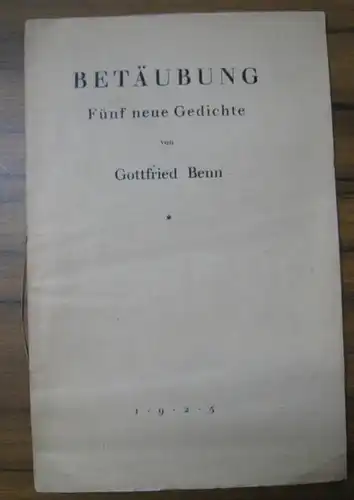 BETÄUBUNG
Fünf neue Gedichte
von
Gottfried Benn
*
1 · 9 · 2 · 5